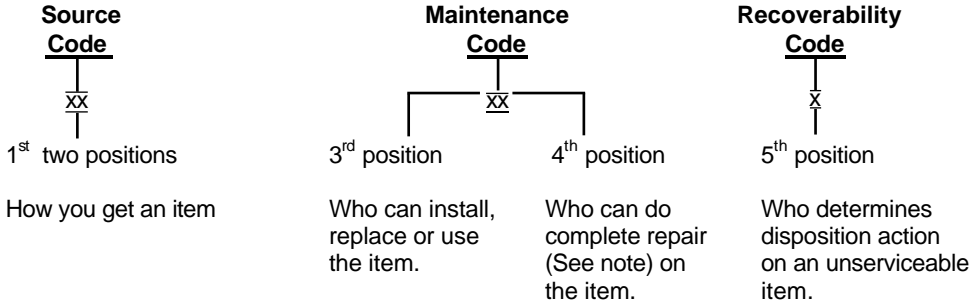 Source Maintenance Recoverability
Code Code Code
xx xx x
1st two positions 3rd position 4th position 5th position
How you get an item Who can install, Who can do Who determines
replace or use complete repair disposition action
the item. (See note) on on an unserviceable
the item. item.